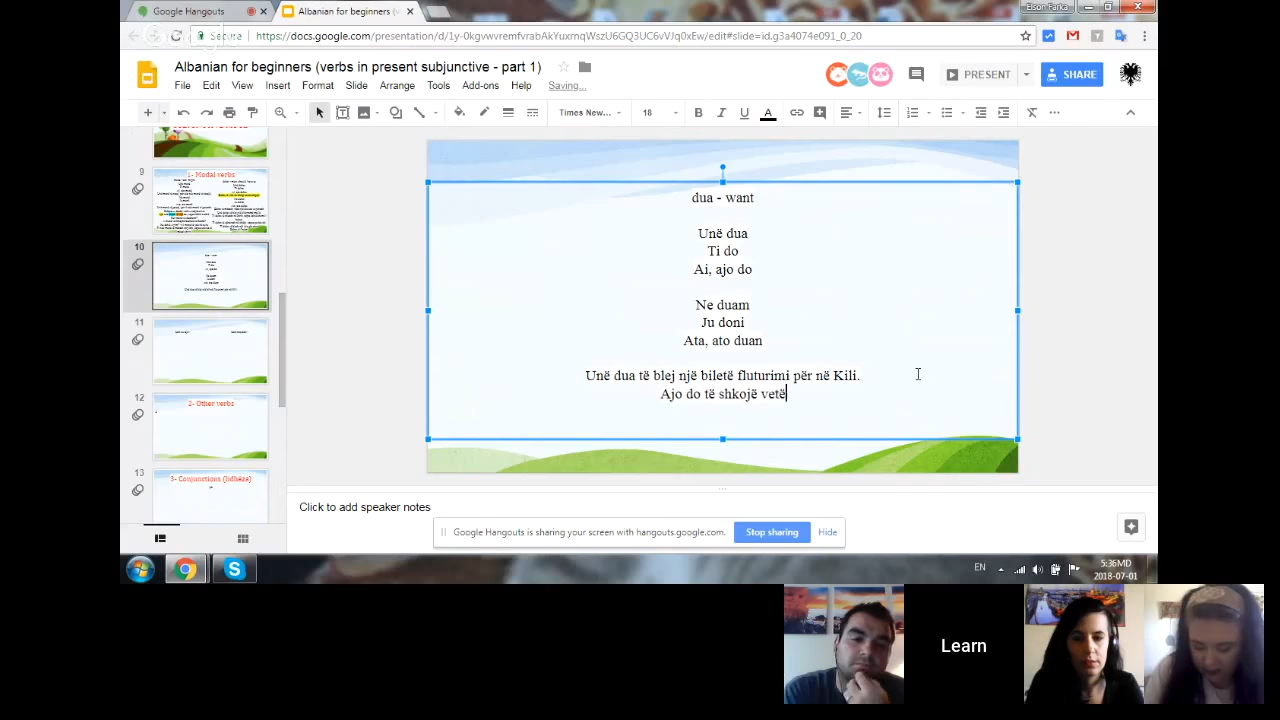 Google Hangouts
Albanian for beginners (v
Elson Farka
Secure
https://docs.google.com/presentation/d/1y-0kgvwvremfvrabAkYuxmqWszU6GQ3UC6vVJq0xEw/edit#slide=id.g3a4074e091_0_20
Albanian for beginners (verbs in present subjunctive - part 1)
File Edit View Insert Format Slide Arrange Tools Add-ons Help Saving...
PRESENT
SHARE
Times New...
18
9
1- Modal verbs
10
11
12
2- Other verbs
13
3- Conjunctions (lidhëza)
dua - want
Unë dua
Ti do
Ai, ajo do
Ne duam
Ju doni
Ata, ato duan
Unë dua të blej një biletë fluturimi për në Kili.
Ajo do të shkojë vetë
Click to add speaker notes
Google Hangouts is sharing your screen with hangouts.google.com.
Stop sharing
Hide
EN
5:36MD
2018-07-01
Learn